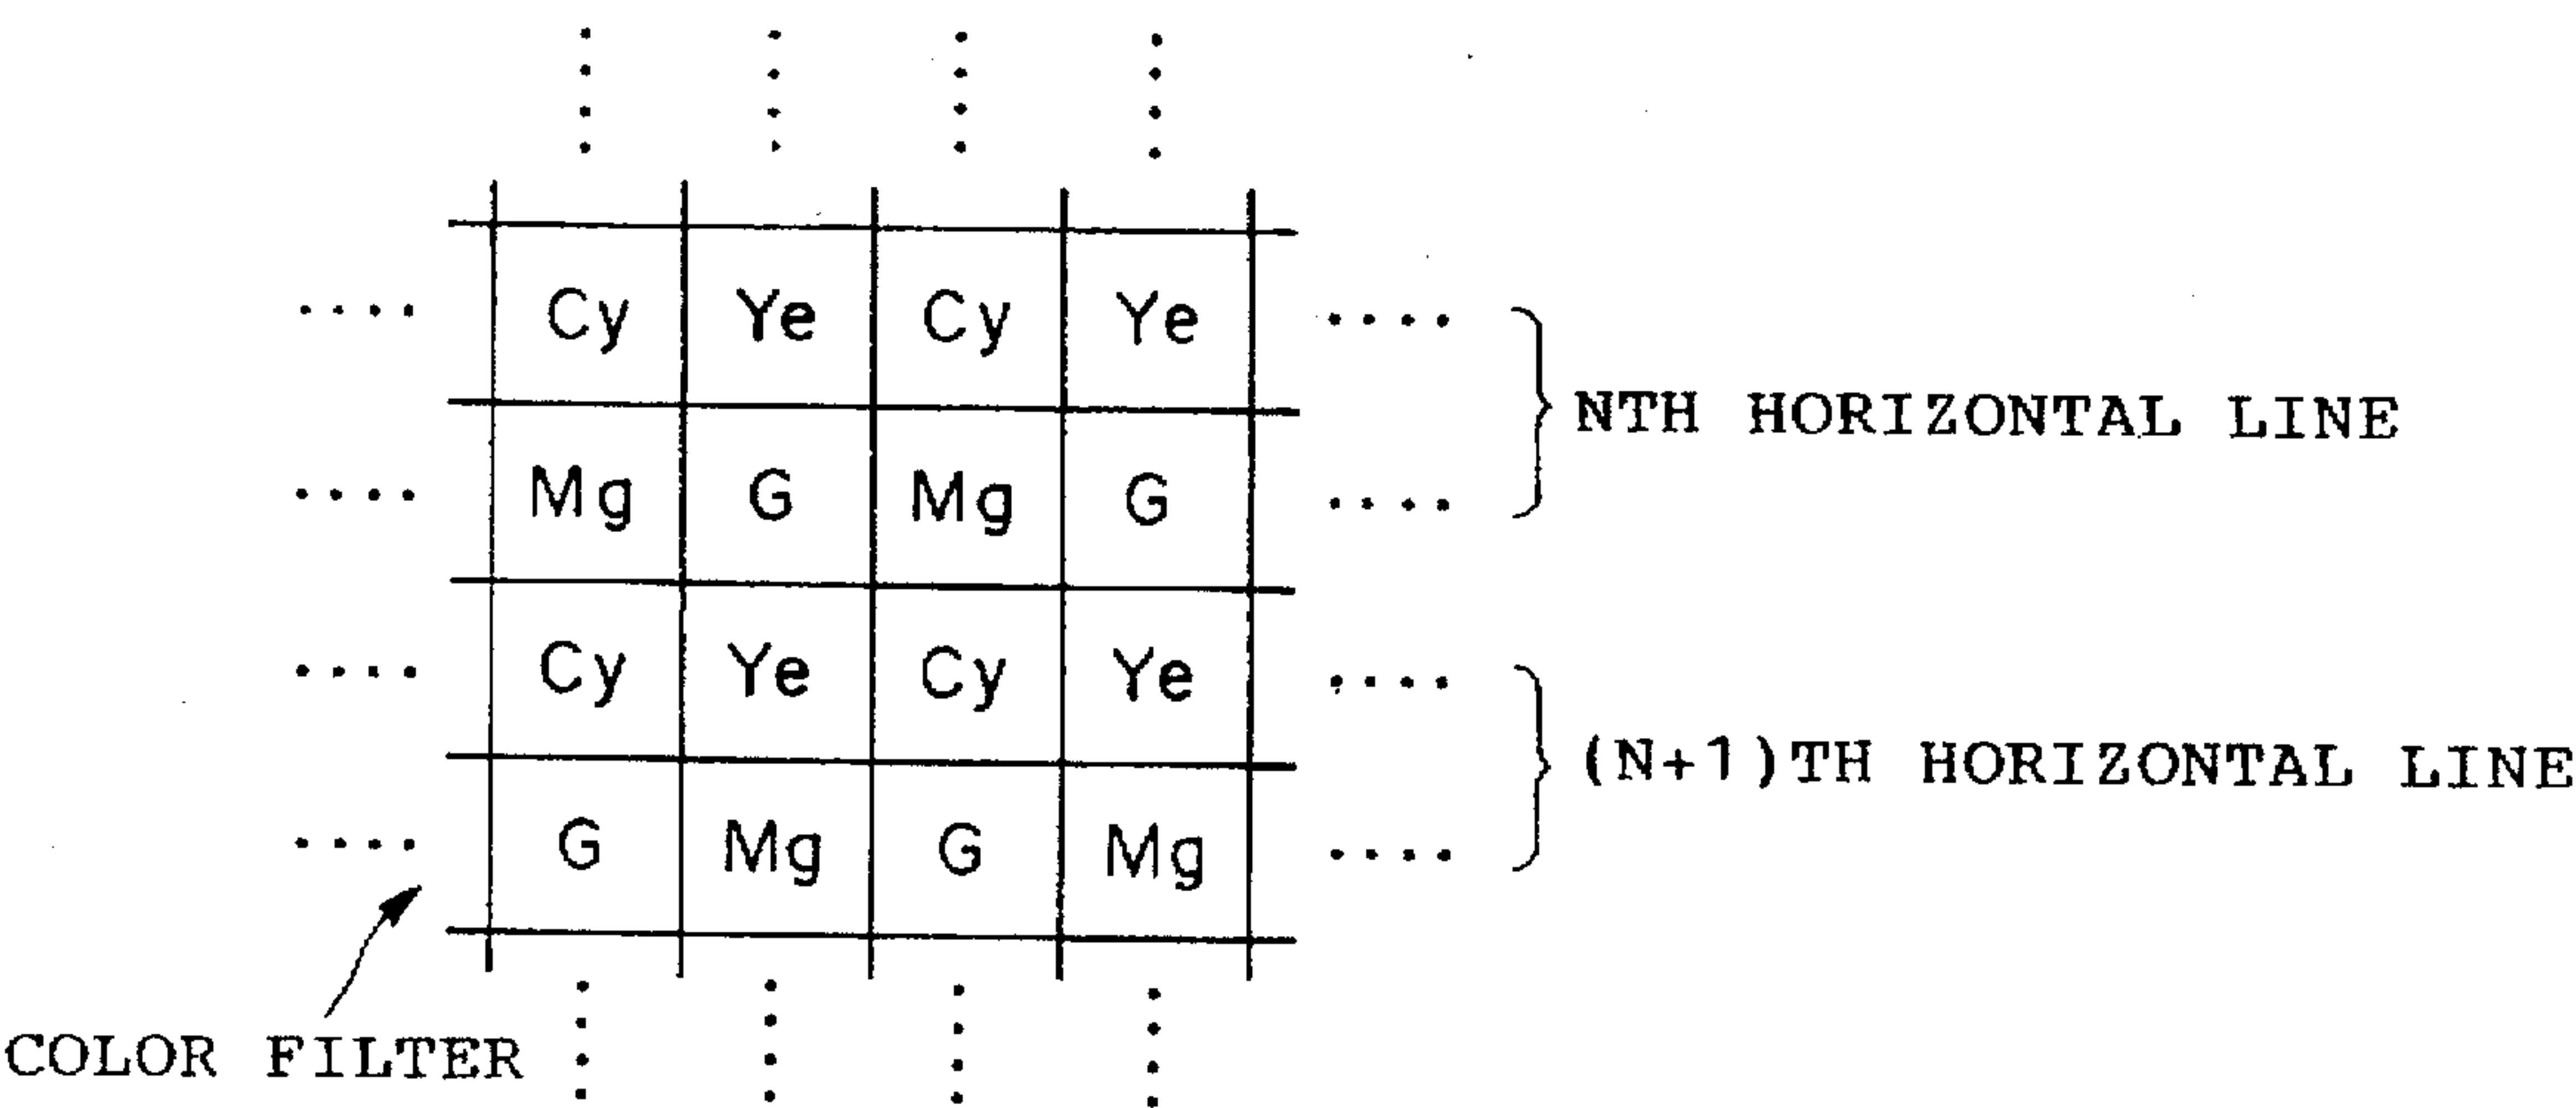 Cy Ye Cy Ye
NTH HORIZONTAL LINE
Mg G Mg G
Cy Ye Cy Ye
(N+1)TH HORIZONTAL LINE
G Mg G Mg
COLOR FILTER